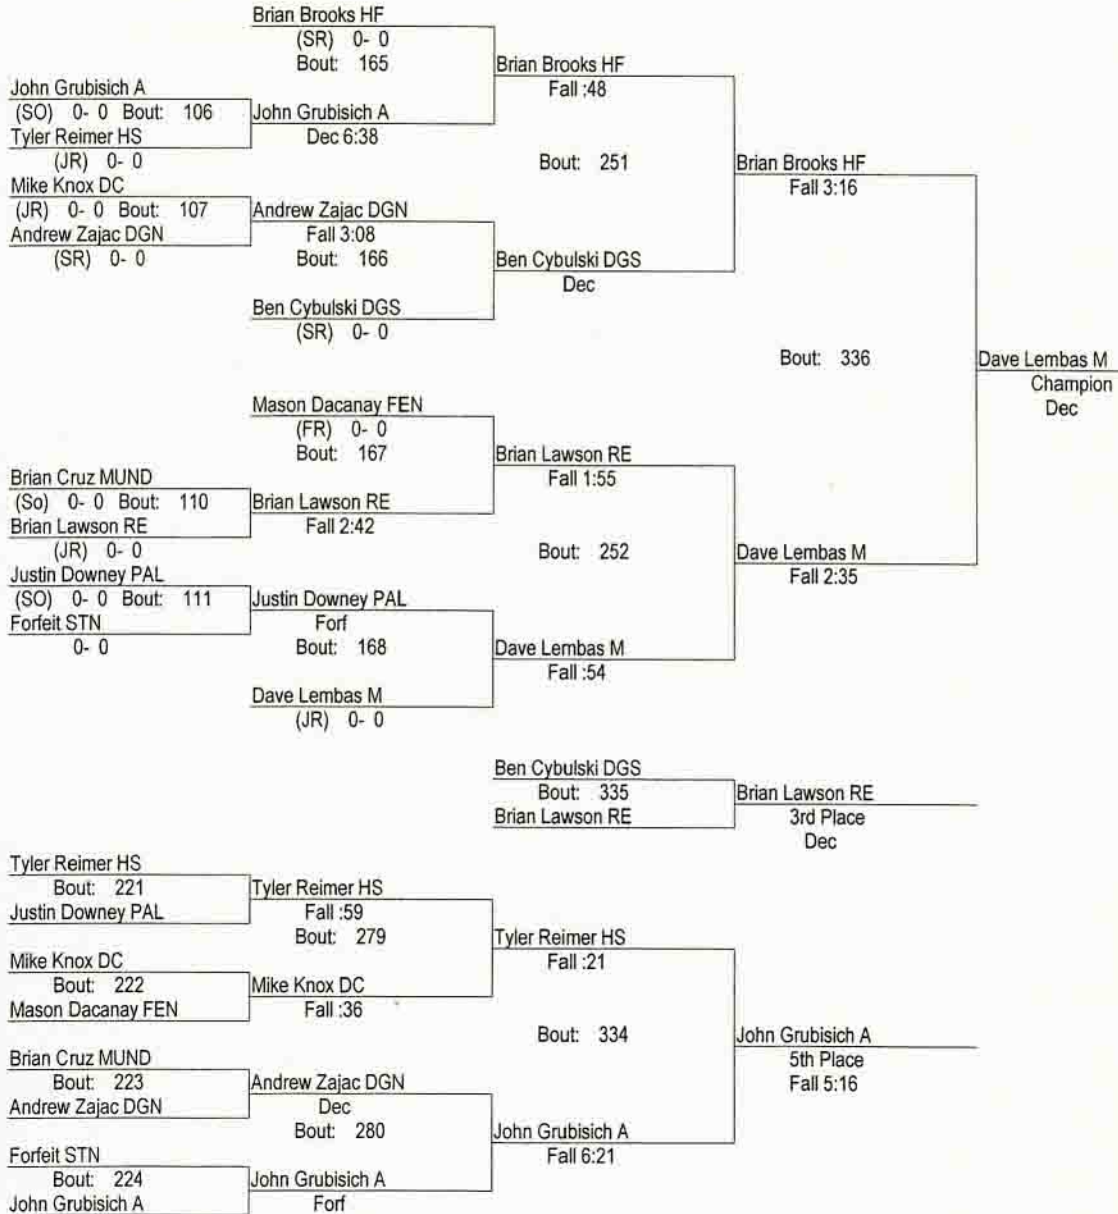 Brian Brooks HF
(SR) 0- 0
Bout: 165
Brian Brooks HF
Fall :48
John Grubisich A
(SO) 0- 0 Bout: 106
John Grubisich A
Dec 6:38
Tyler Reimer HS
(JR) 0- 0
Bout: 251
Brian Brooks HF
Fall 3:16
Mike Knox DC
(JR) 0- 0 Bout: 107
Andrew Zajac DGN
Fall 3:08
Andrew Zajac DGN
(SR) 0- 0
Bout: 166
Ben Cybulski DGS
Dec
Ben Cybulski DGS
(SR) 0- 0
Bout: 336
Dave Lembas M
Champion
Dec
Mason Dacanay FEN
(FR) 0- 0
Bout: 167
Brian Lawson RE
Fall 1:55
Brian Cruz MUND
(So) 0- 0 Bout: 110
Brian Lawson RE
Fall 2:42
Brian Lawson RE
(JR) 0- 0
Bout: 252
Dave Lembas M
Fall 2:35
Justin Downey PAL
(SO) 0- 0 Bout: 111
Justin Downey PAL
Forf
Forfeit STN
0- 0
Bout: 168
Dave Lembas M
Fall :54
Dave Lembas M
(JR) 0- 0
Ben Cybulski DGS
Bout: 335
Brian Lawson RE
Brian Lawson RE
3rd Place
Dec
Tyler Reimer HS
Bout: 221
Justin Downey PAL
Tyler Reimer HS
Fall :59
Bout: 279
Tyler Reimer HS
Fall :21
Mike Knox DC
Bout: 222
Mason Dacanay FEN
Mike Knox DC
Fall :36
Bout: 334
John Grubisich A
5th Place
Fall 5:16
Brian Cruz MUND
Bout: 223
Andrew Zajac DGN
Andrew Zajac DGN
Dec
Bout: 280
John Grubisich A
Fall 6:21
Forfeit STN
Bout: 224
John Grubisich A
John Grubisich A
Forf